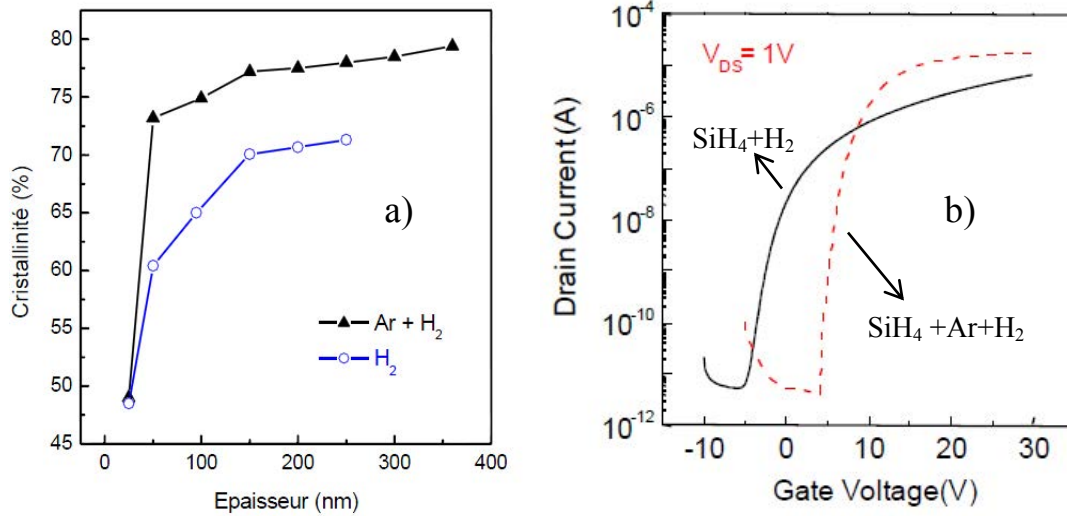 80
75
70
65
60
55
50
45
0
100
200
300
400
Cristallinité (%)
Epaisseur (nm)
a)
Ar + H₂
H₂
10⁻⁴
10⁻⁶
10⁻⁸
10⁻¹⁰
10⁻¹²
-10
0
10
20
30
Drain Current (A)
Gate Voltage(V)
V_DS= 1V
SiH₄+H₂
b)
SiH₄ +Ar+H₂